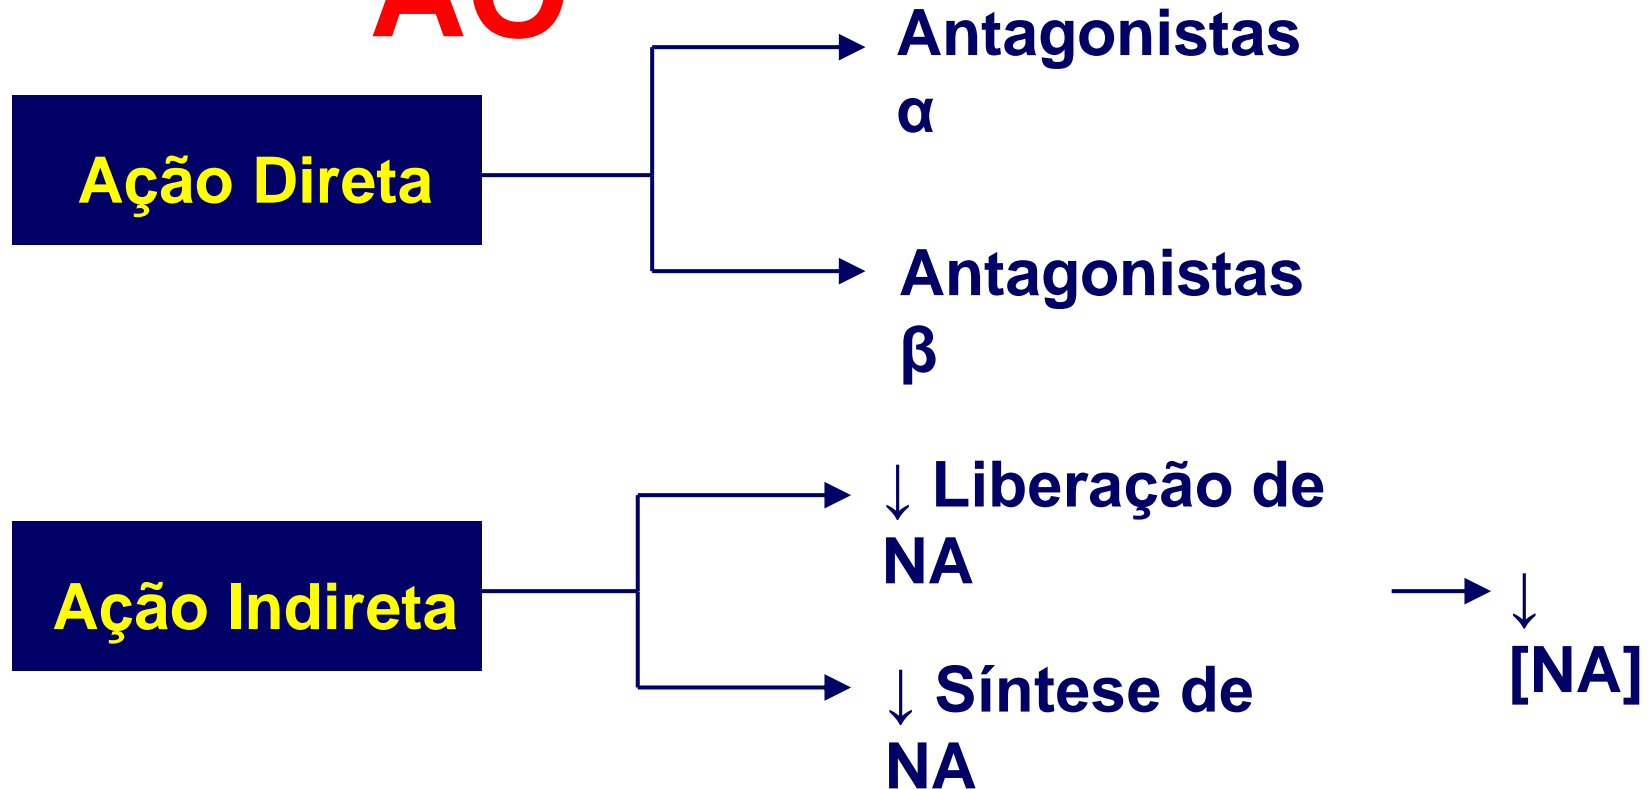 Antagonistas
α
Ação Direta
Antagonistas
β
↓ Liberação de
NA
Ação Indireta
↓
[NA]
↓ Síntese de
NA